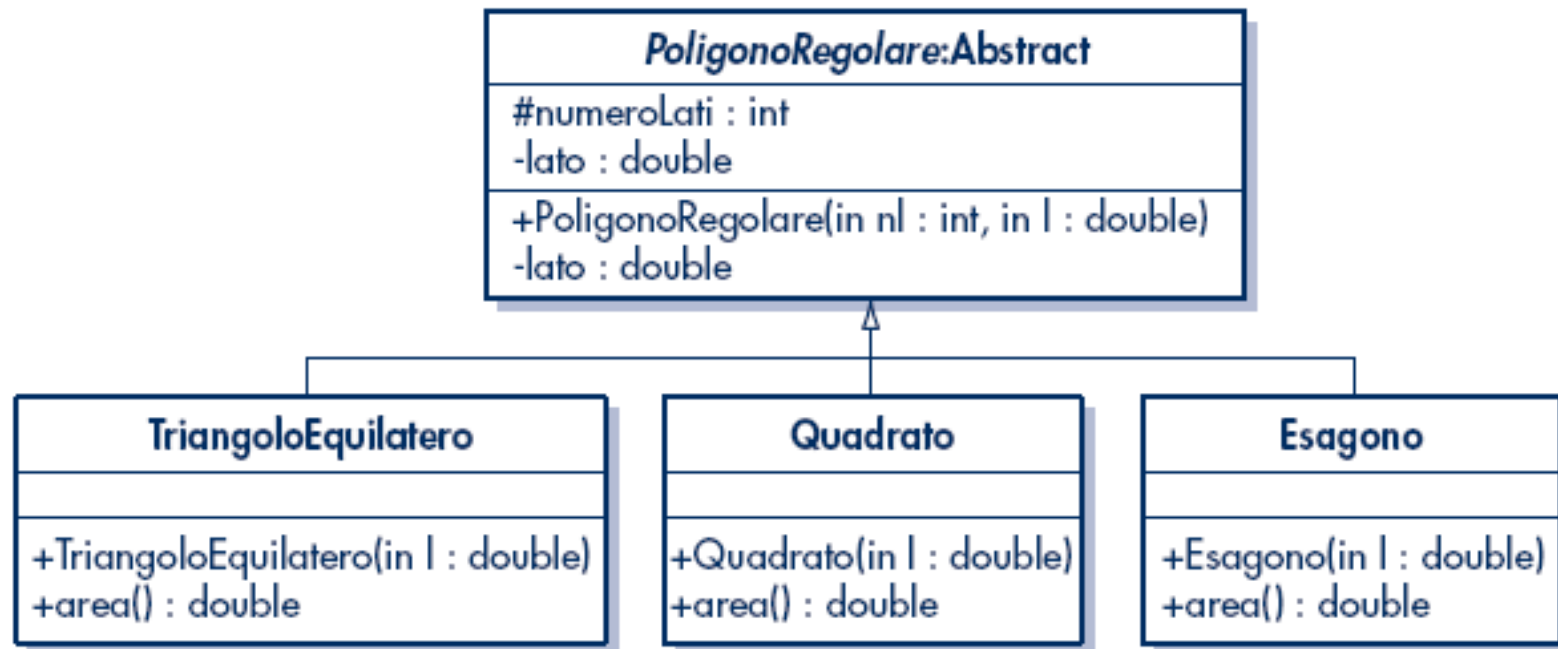 PoligonoRegolare:Abstract
#numeroLati : int
-lato : double
+PoligonoRegolare(in nl : int, in l : double)
-lato : double
TriangoloEquilatero
+TriangoloEquilatero(in l : double)
+area() : double
Quadrato
+Quadrato(in l : double)
+area() : double
Esagono
+Esagono(in l : double)
+area() : double